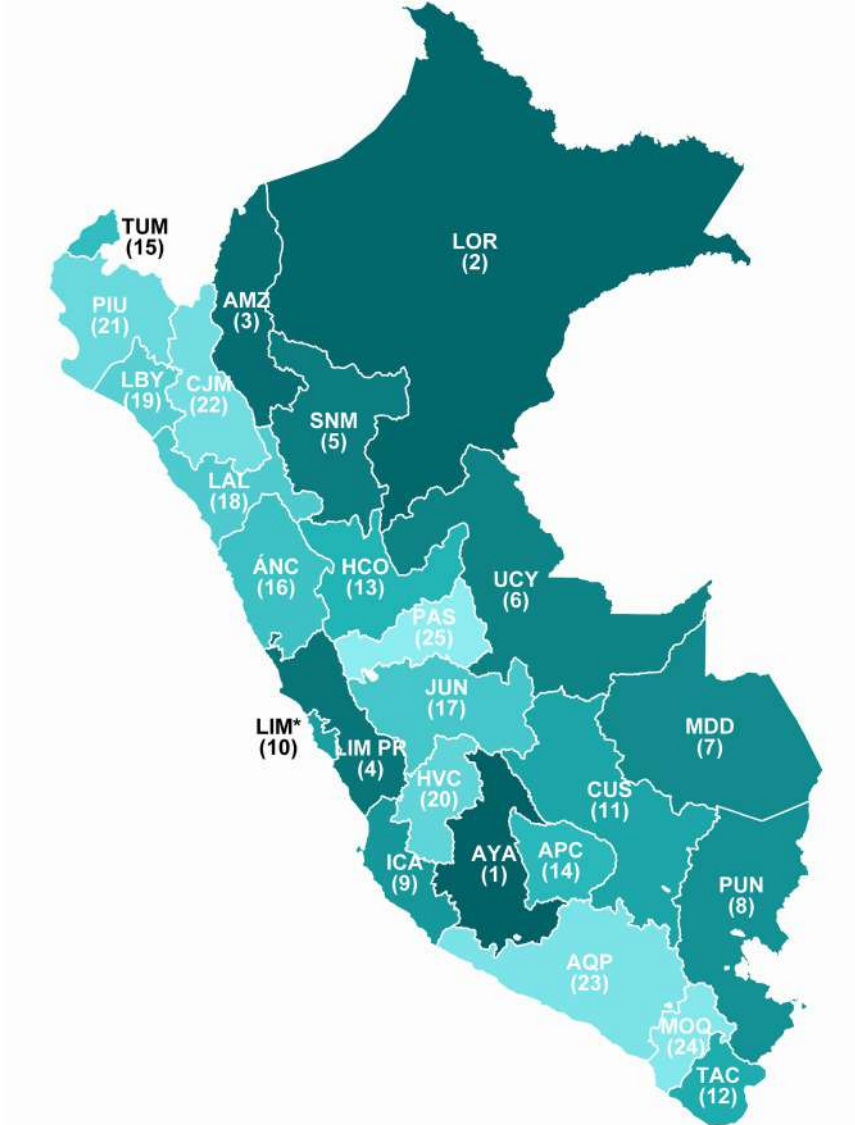 LOR
(2)
TUM
(15)
AMZ
(3)
PIU
(21)
LBY
(19)
CJM
(22)
SNM
(5)
LAL
(18)
ÁNC
(16)
HCO
(13)
UCY
(6)
PAS
(25)
JUN
(17)
LIM*
(10)
LIM PR
(4)
MDD
(7)
HVC
(20)
CUS
(11)
AYA
(1)
APC
(14)
ICA
(9)
PUN
(8)
AQP
(23)
MOQ
(24)
TAC
(12)